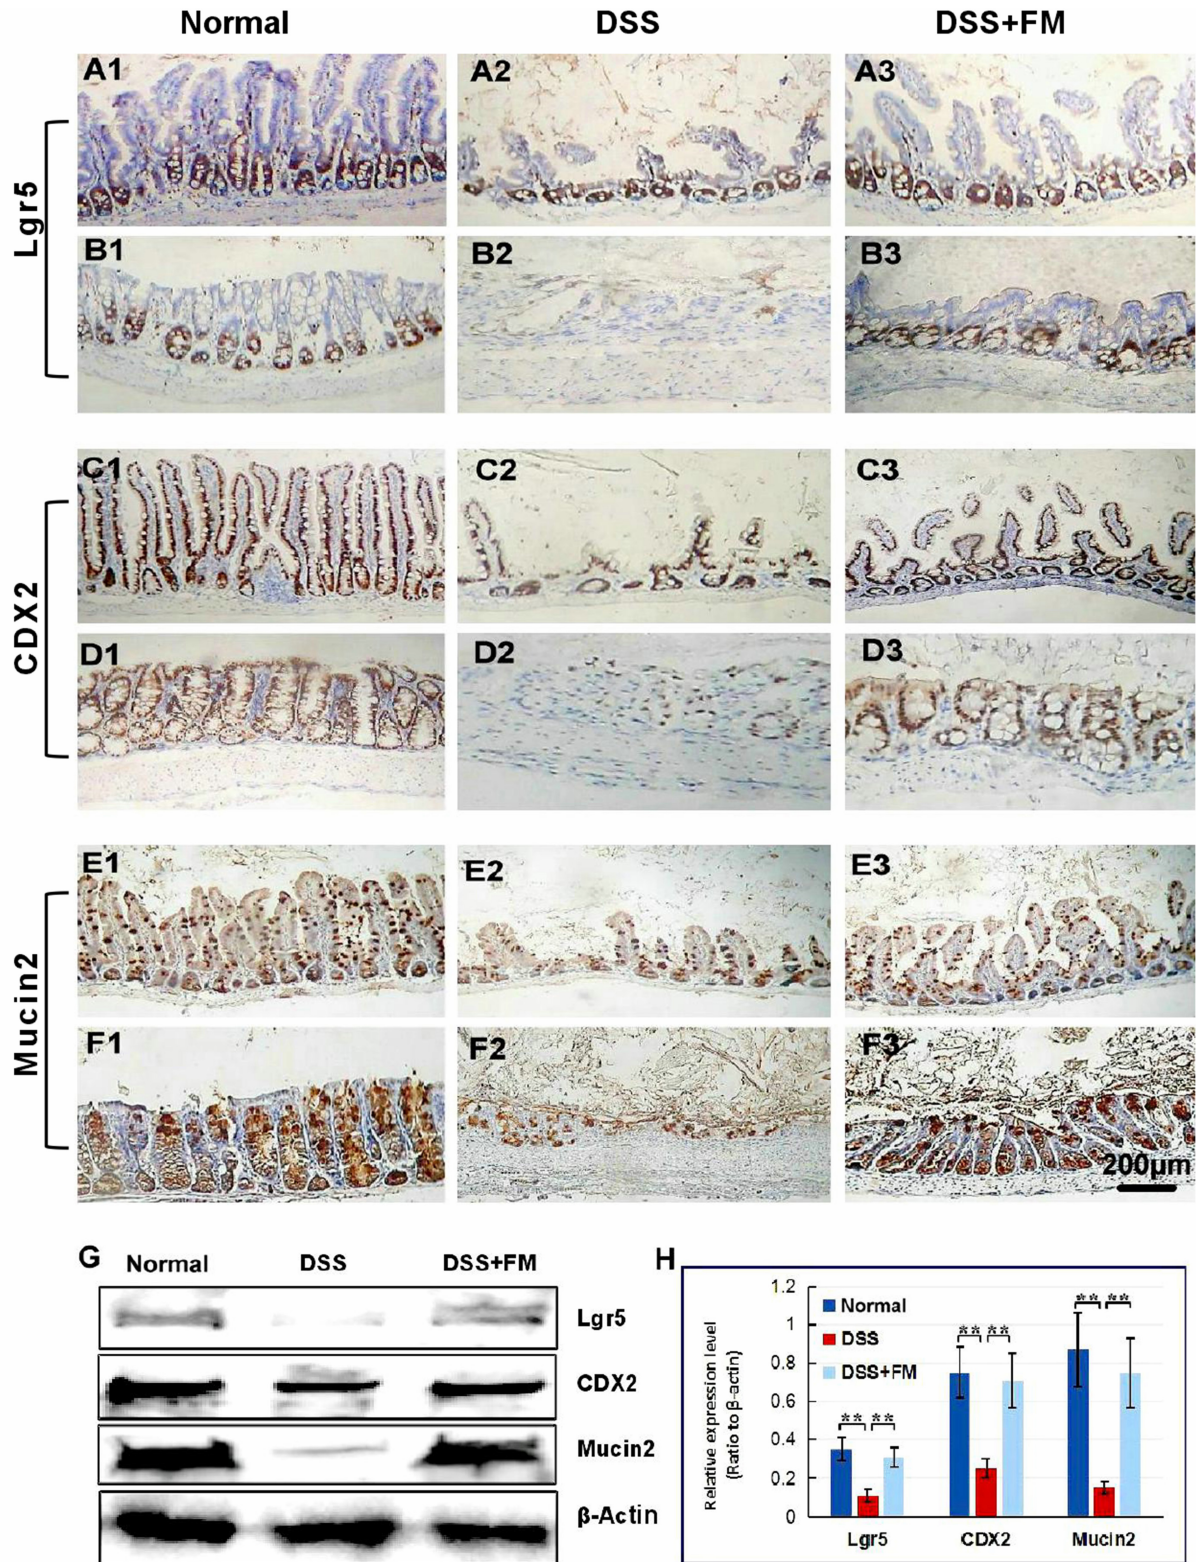 Normal DSS DSS+FM
Lgr5
A1 A2 A3
B1 B2 B3
CDX2
C1 C2 C3
D1 D2 D3
Mucin2
E1 E2 E3
F1 F2 F3
200μm
G Normal DSS DSS+FM
Lgr5
CDX2
Mucin2
β-Actin
H
Relative expression level
(Ratio to β-actin)
1.2
1
0.8
0.6
0.4
0.2
0
Normal
DSS
DSS+FM
** **
** **
** **
Lgr5 CDX2 Mucin2